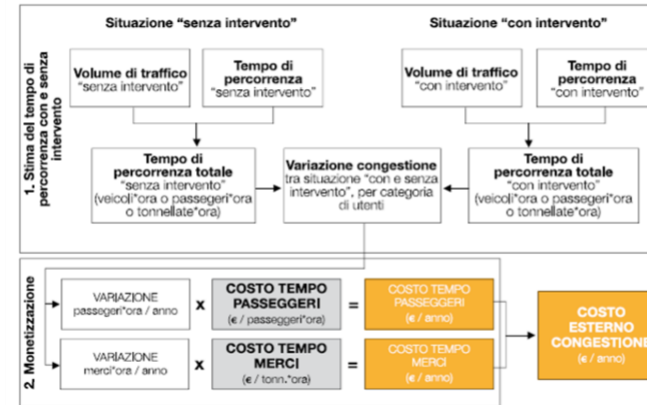 Situazione “senza intervento”
Situazione “con intervento”
1. Stima del tempo di
percorrenza con e senza
intervento
Volume di traffico
“senza intervento”
Tempo di
percorrenza
“senza intervento”
Volume di traffico
“con intervento”
Tempo di
percorrenza
“con intervento”
Tempo di
percorrenza totale
“senza intervento”
(veicoli*ora o passegeri*ora
o tonnellate*ora)
Variazione congestione
tra situazione “con e senza
intervento”, per categoria
di utenti
Tempo di
percorrenza totale
“con intervento”
(veicoli*ora o passegeri*ora
o tonnellate*ora)
2. Monetizzazione
VARIAZIONE
passegeri*ora / anno
x
COSTO TEMPO
PASSEGGERI
(€ / passeggeri*ora)
=
COSTO TEMPO
PASSEGGERI
(€ / anno)
VARIAZIONE
merci*ora / anno
x
COSTO TEMPO
MERCI
(€ / tonn.*ora)
=
COSTO TEMPO
MERCI
(€ / anno)
COSTO
ESTERNO
CONGESTIONE
(€ / anno)